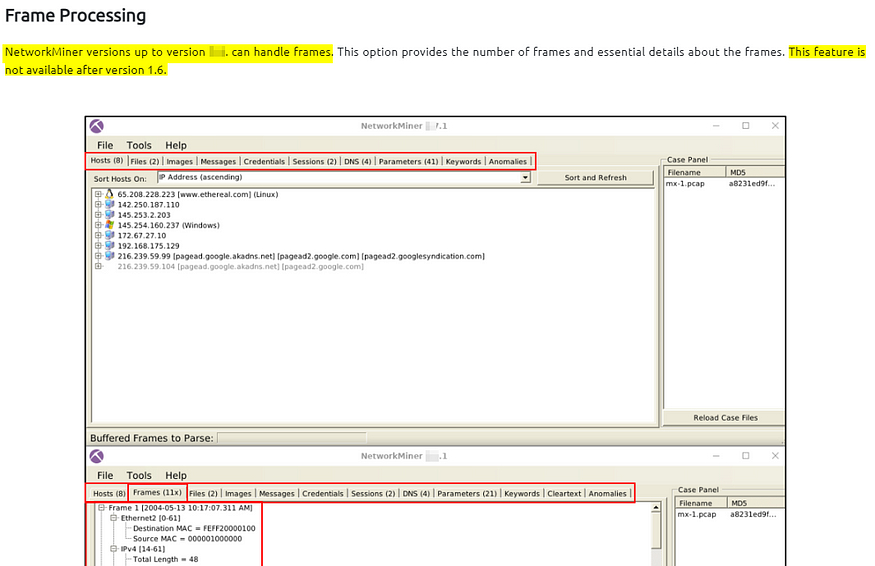 Frame Processing
NetworkMiner versions up to version . can handle frames. This option provides the number of frames and essential details about the frames. This feature is
not available after version 1.6.
NetworkMiner .1
File Tools Help
Hosts (8) Files (2) Images Messages Credentials Sessions (2) DNS (4) Parameters (41) Keywords Anomalies
Case Panel
Sort Hosts On: IP Address (ascending) Sort and Refresh
Filename MD5
mx-1.pcap a8231ed9f...
65.208.228.223 [www.ethereal.com] (Linux)
142.250.187.110
145.253.2.203
145.254.160.237 (Windows)
172.67.27.10
192.168.175.129
216.239.59.99 [pagead.google.akadns.net] [pagead2.google.com] [pagead2.googlesyndication.com]
216.239.59.104 [pagead.google.akadns.net] [pagead2.google.com]
Reload Case Files
Buffered Frames to Parse:
NetworkMiner .1
File Tools Help
Hosts (8) Frames (11x) Files (2) Images Messages Credentials Sessions (2) DNS (4) Parameters (21) Keywords Cleartext Anomalies
Case Panel
Filename MD5
mx-1.pcap a8231ed9f...
Frame 1 [2004-05-13 10:17:07.311 AM]
Ethernet2 [0-61]
Destination MAC = FEFF20000100
Source MAC = 000001000000
IPv4 [14-61]
Total Length = 48